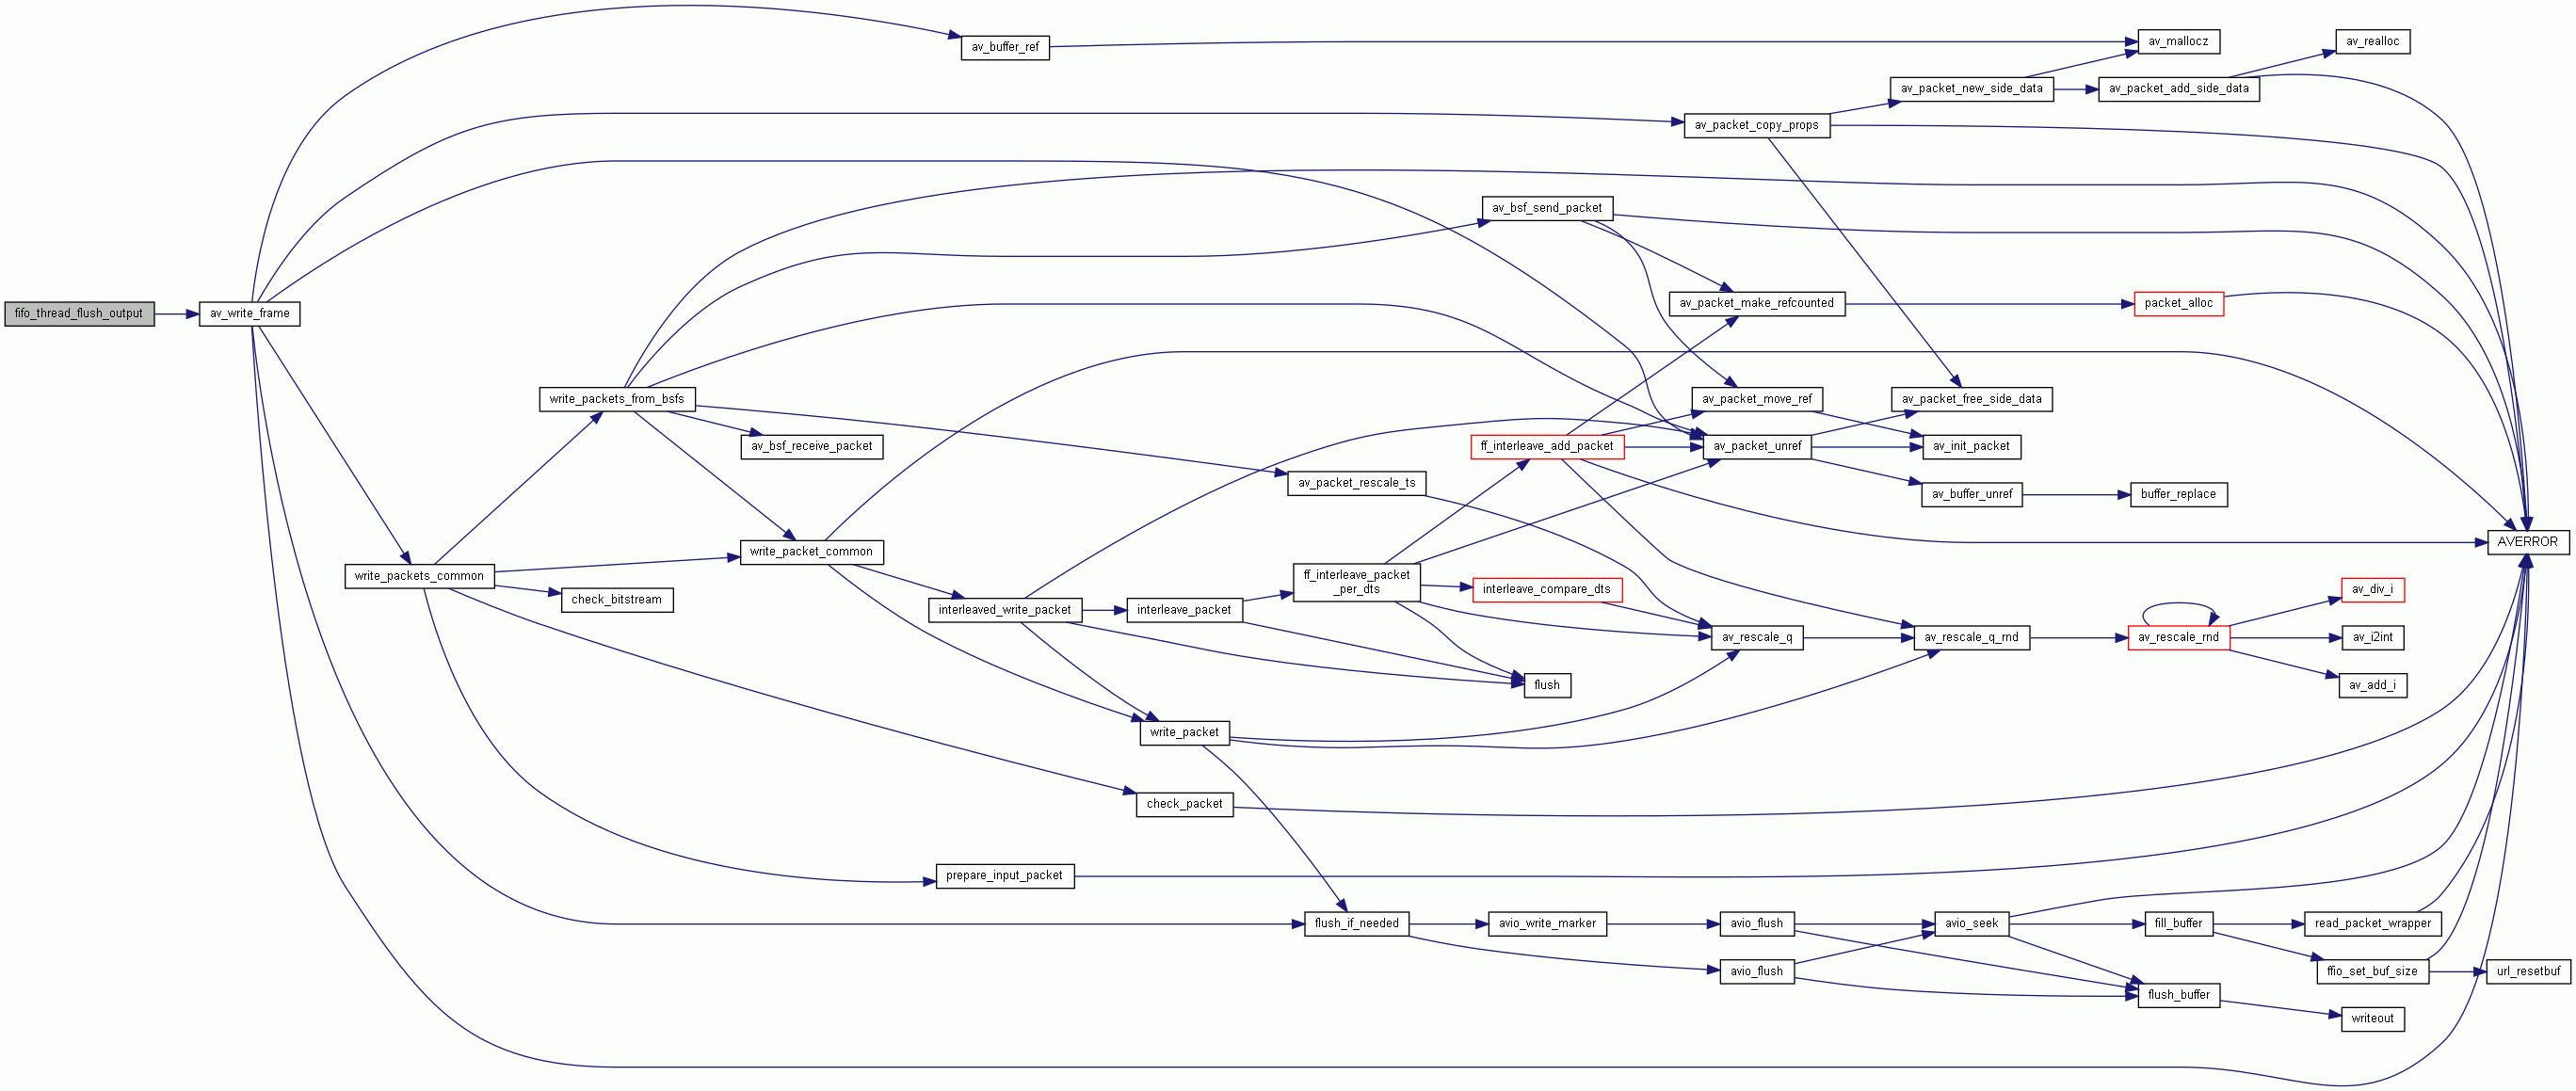 av_buffer_ref
av_mallocz
av_realloc
av_packet_new_side_data
av_packet_add_side_data
av_packet_copy_props
av_bsf_send_packet
fifo_thread_flush_output
av_write_frame
av_packet_make_refcounted
packet_alloc
write_packets_from_bsfs
av_packet_move_ref
av_packet_free_side_data
av_bsf_receive_packet
ff_interleave_add_packet
av_packet_unref
av_init_packet
av_packet_rescale_ts
av_buffer_unref
buffer_replace
AVERROR
write_packet_common
write_packets_common
check_bitstream
ff_interleave_packet
_per_dts
interleave_compare_dts
av_div_i
interleaved_write_packet
interleave_packet
av_rescale_q
av_rescale_q_rnd
av_rescale_rnd
av_i2int
flush
av_add_i
write_packet
check_packet
prepare_input_packet
flush_if_needed
avio_write_marker
avio_flush
avio_seek
fill_buffer
read_packet_wrapper
avio_flush
ffio_set_buf_size
url_resetbuf
flush_buffer
writeout